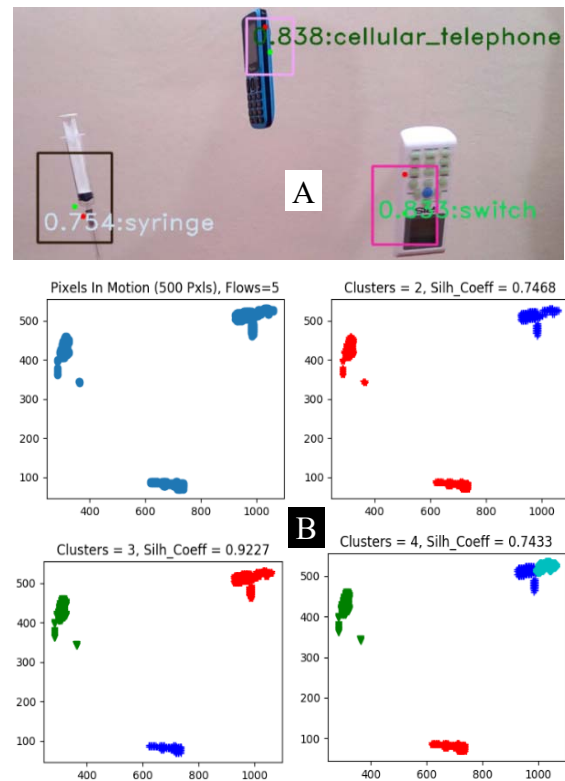 0.838:cellular_telephone
A
0.754:syringe
0.833:switch
Pixels In Motion (500 Pxls), Flows=5
500
400
300
200
100
400 600 800 1000
Clusters = 2, Silh_Coeff = 0.7468
500
400
300
200
100
400 600 800 1000
B
Clusters = 3, Silh_Coeff = 0.9227
500
400
300
200
100
400 600 800 1000
Clusters = 4, Silh_Coeff = 0.7433
500
400
300
200
100
400 600 800 1000